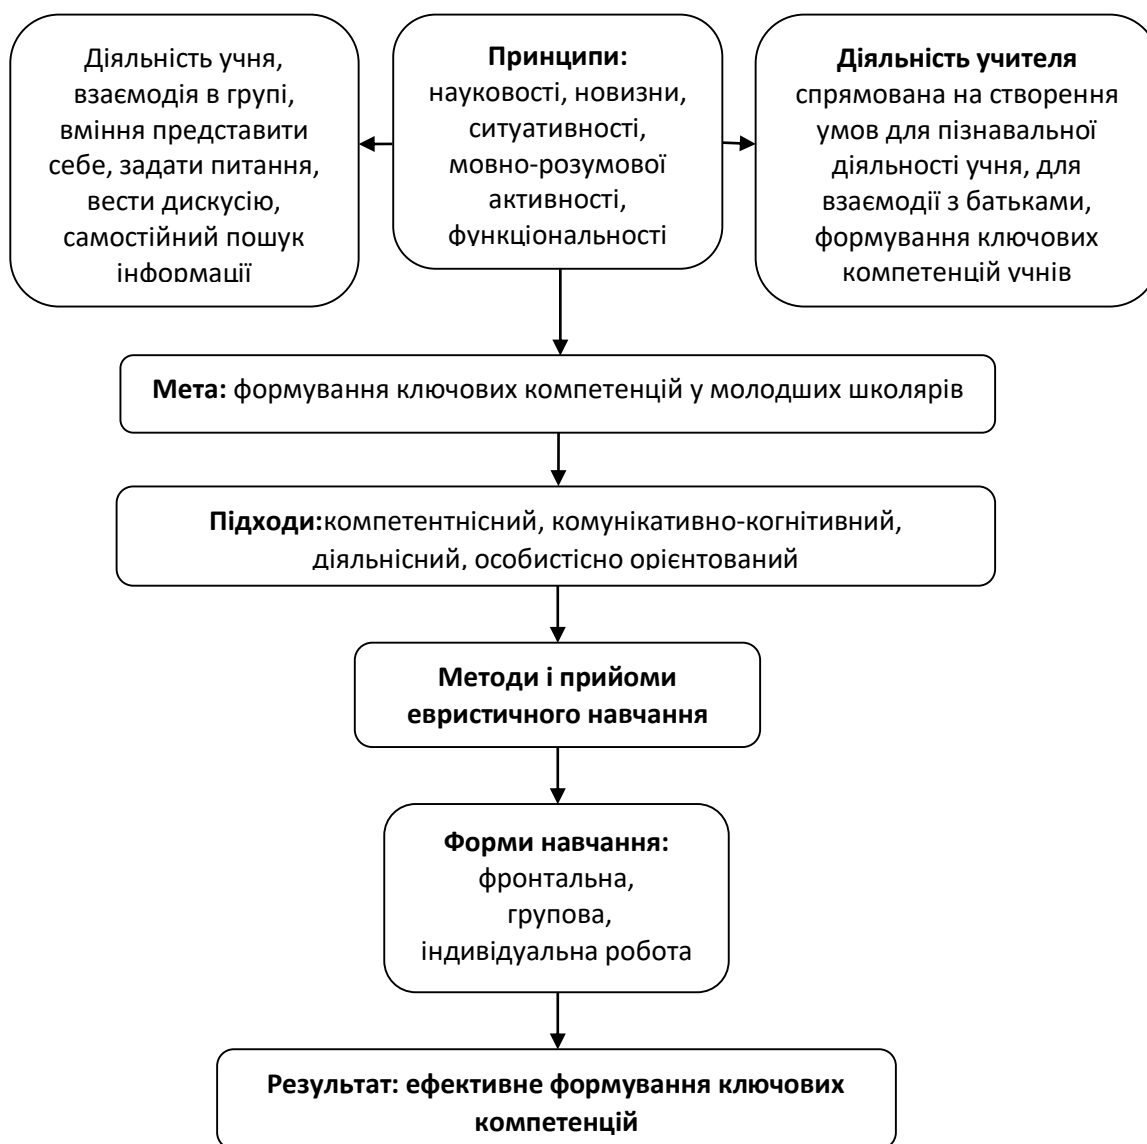 Діяльність учня,
взаємодія в групі,
вміння представити
себе, задати питання,
вести дискусію,
самостійний пошук
інформації
Принципи:
науковості, новизни,
ситуативності,
мовно-розумової
активності,
функціональності
Діяльність учителя
спрямована на створення
умов для пізнавальної
діяльності учня, для
взаємодії з батьками,
формування ключових
компетенцій учнів
Мета: формування ключових компетенцій у молодших школярів
Підходи:компетентнісний, комунікативно-когнітивний,
діяльнісний, особистісно орієнтований
Методи і прийоми
евристичного навчання
Форми навчання:
фронтальна,
групова,
індивідуальна робота
Результат: ефективне формування ключових
компетенцій